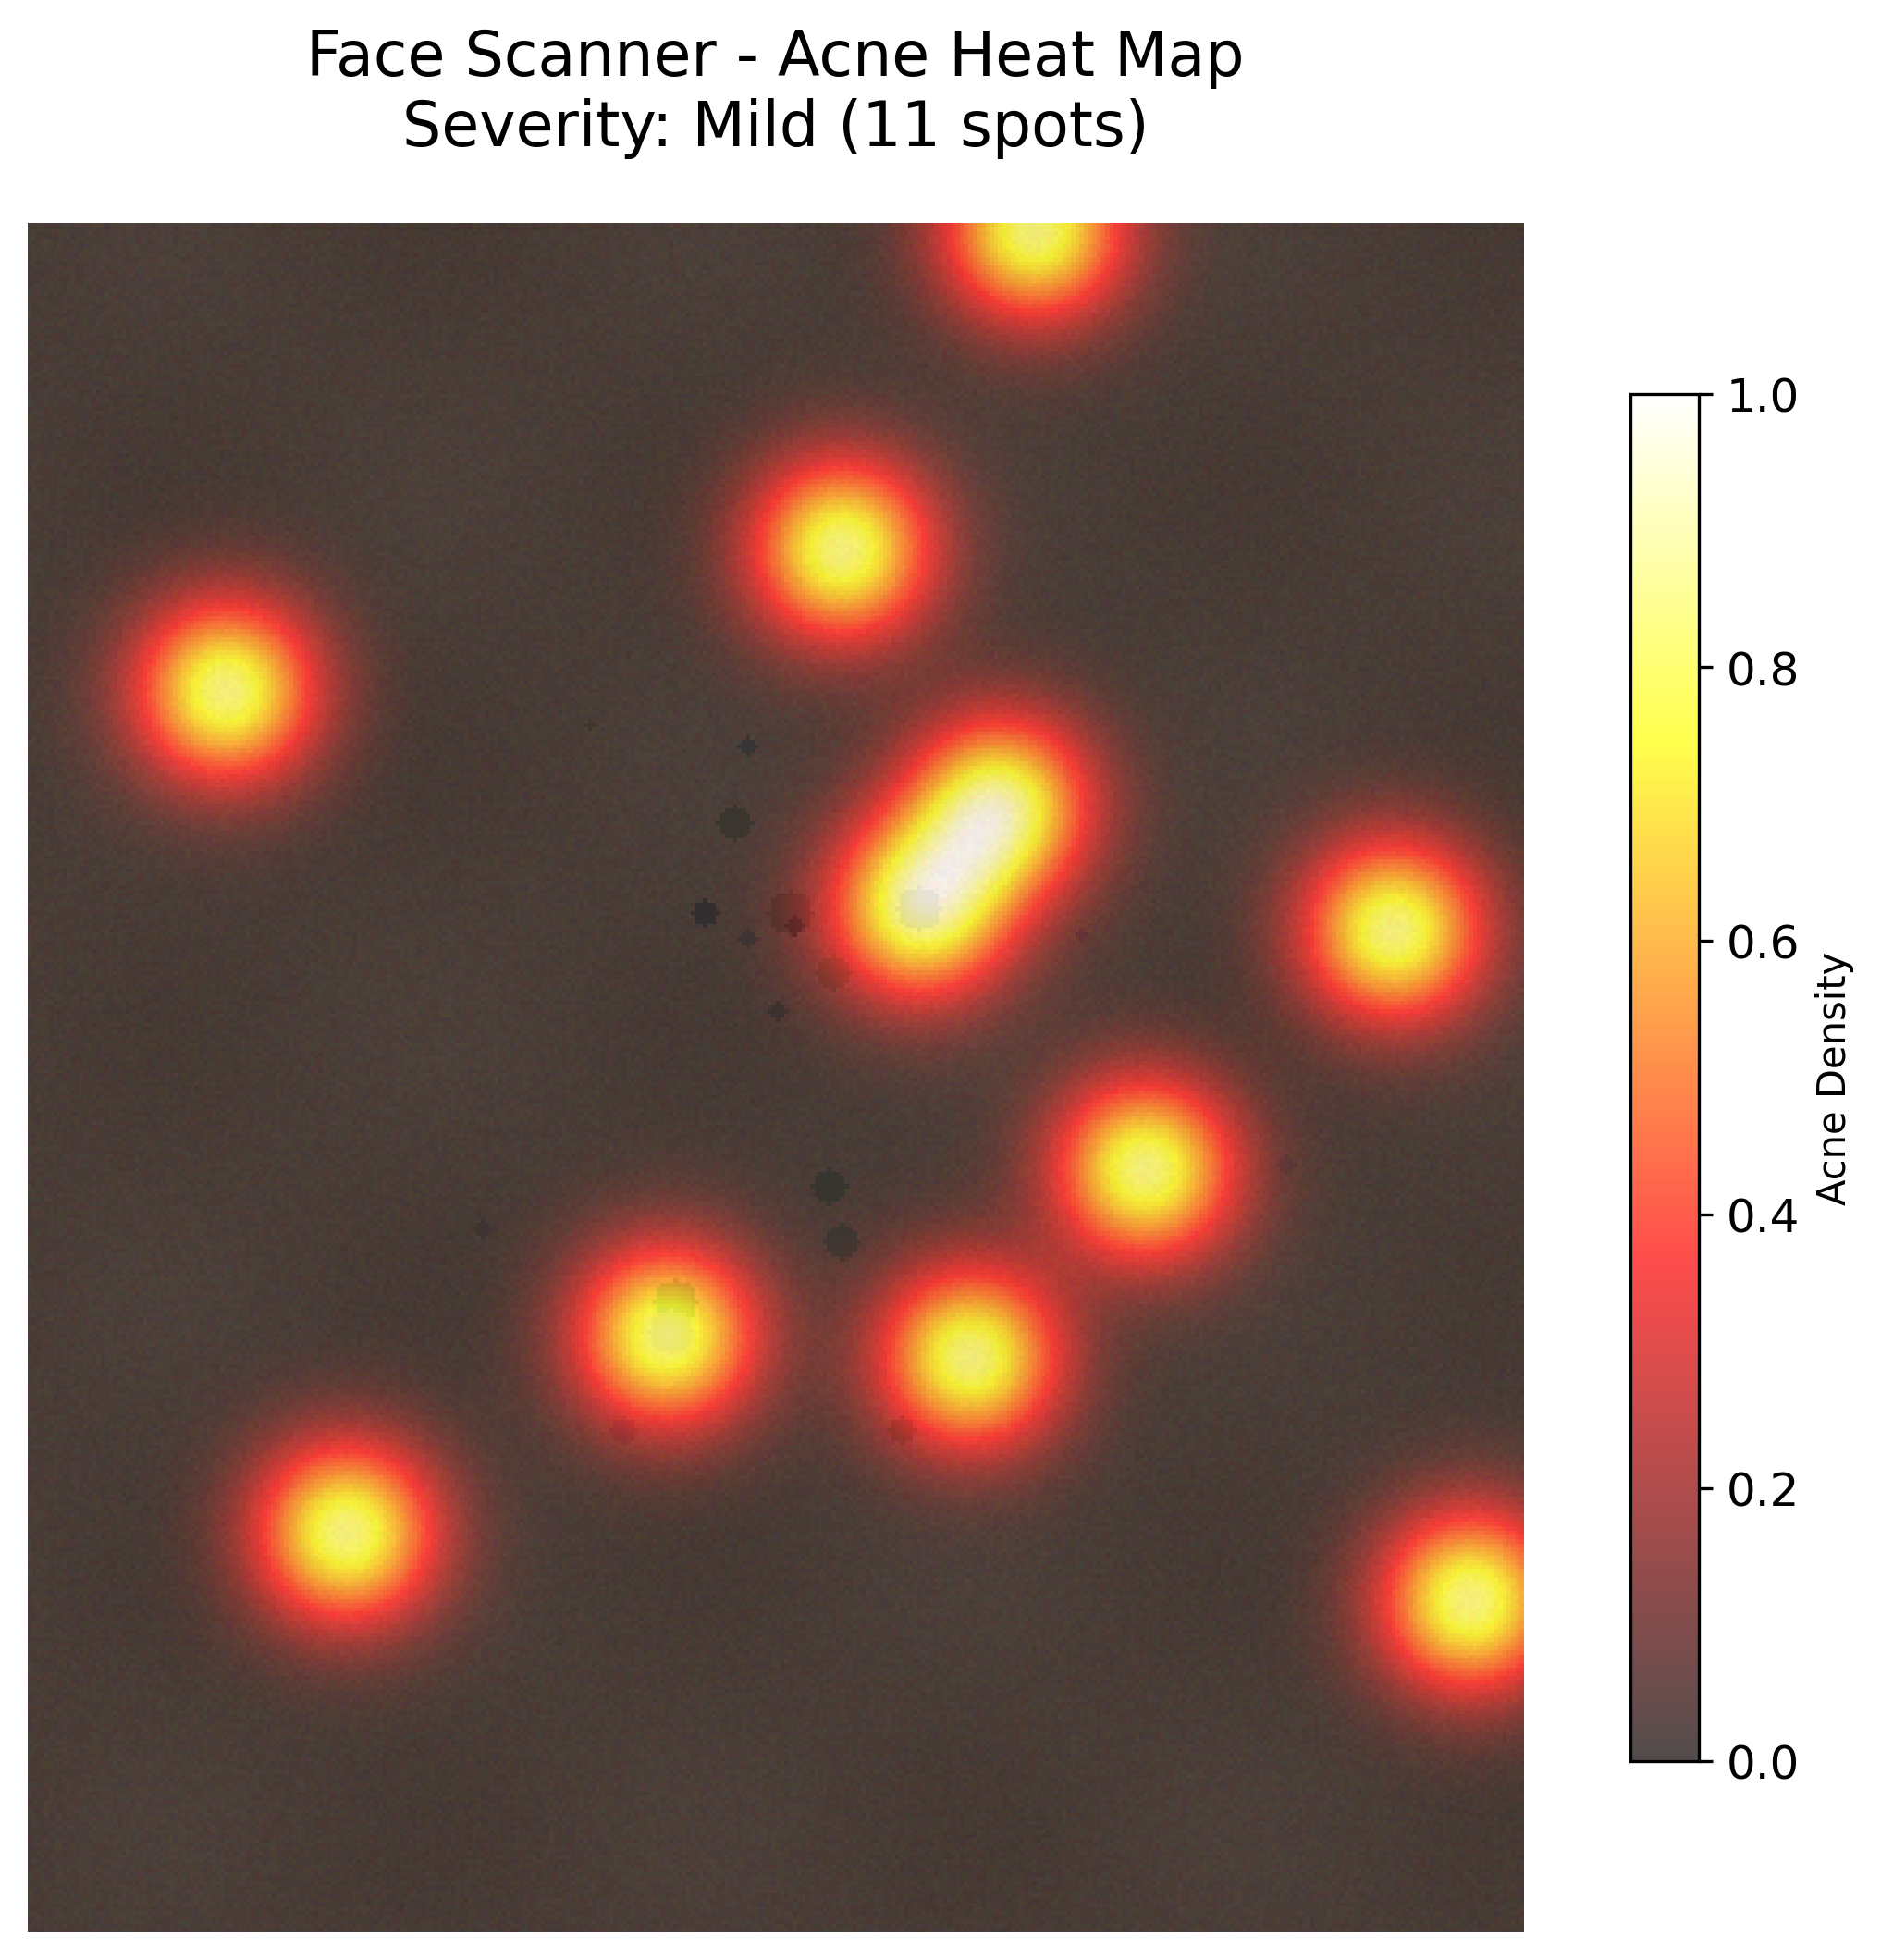 Face Scanner - Acne Heat Map
Severity: Mild (11 spots)
1.0
0.8
0.6
0.4
0.2
0.0
Acne Density